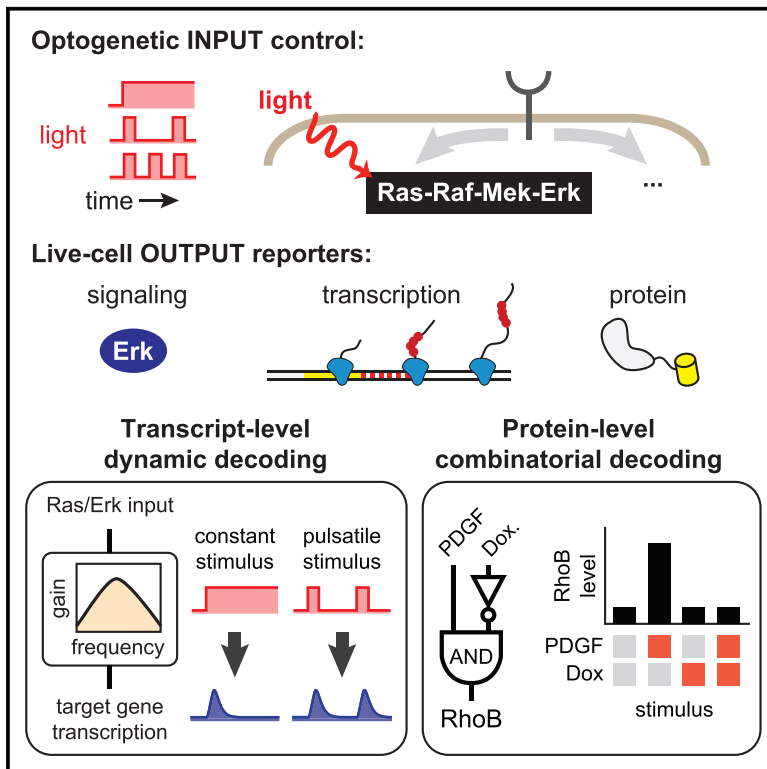 Optogenetic INPUT control:
light
time
light
Ras-Raf-Mek-Erk
...
Live-cell OUTPUT reporters:
signaling
transcription
protein
Erk
Transcript-level
dynamic decoding
Ras/Erk input
gain
frequency
target gene
transcription
constant
stimulus
pulsatile
stimulus
Protein-level
combinatorial decoding
PDGF
Dox.
AND
RhoB
RhoB
level
PDGF
Dox
stimulus